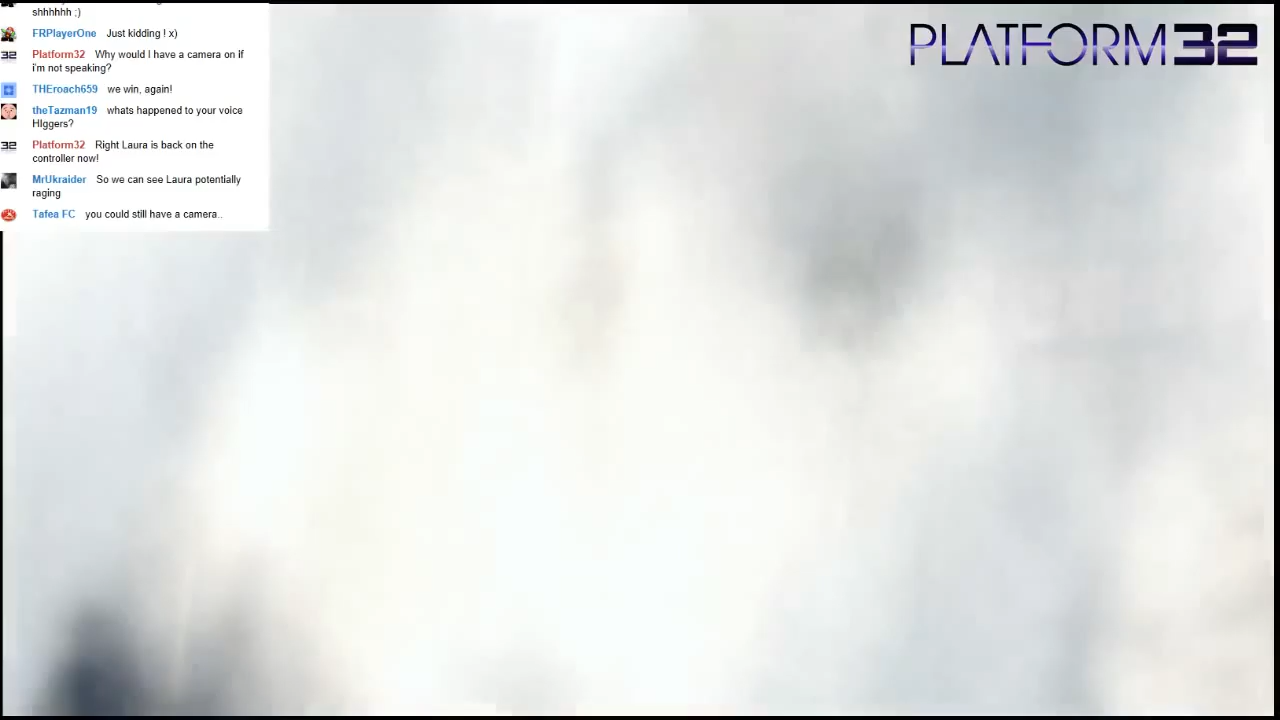 shhhhhh ;)
FRPlayerOne Just kidding ! x)
Platform32 Why would I have a camera on if
i'm not speaking?
THEroach659 we win, again!
theTazman19 whats happened to your voice
HIggers?
Platform32 Right Laura is back on the
controller now!
MrUkraider So we can see Laura potentially
raging
Tafea FC you could still have a camera..
PLATFORM32